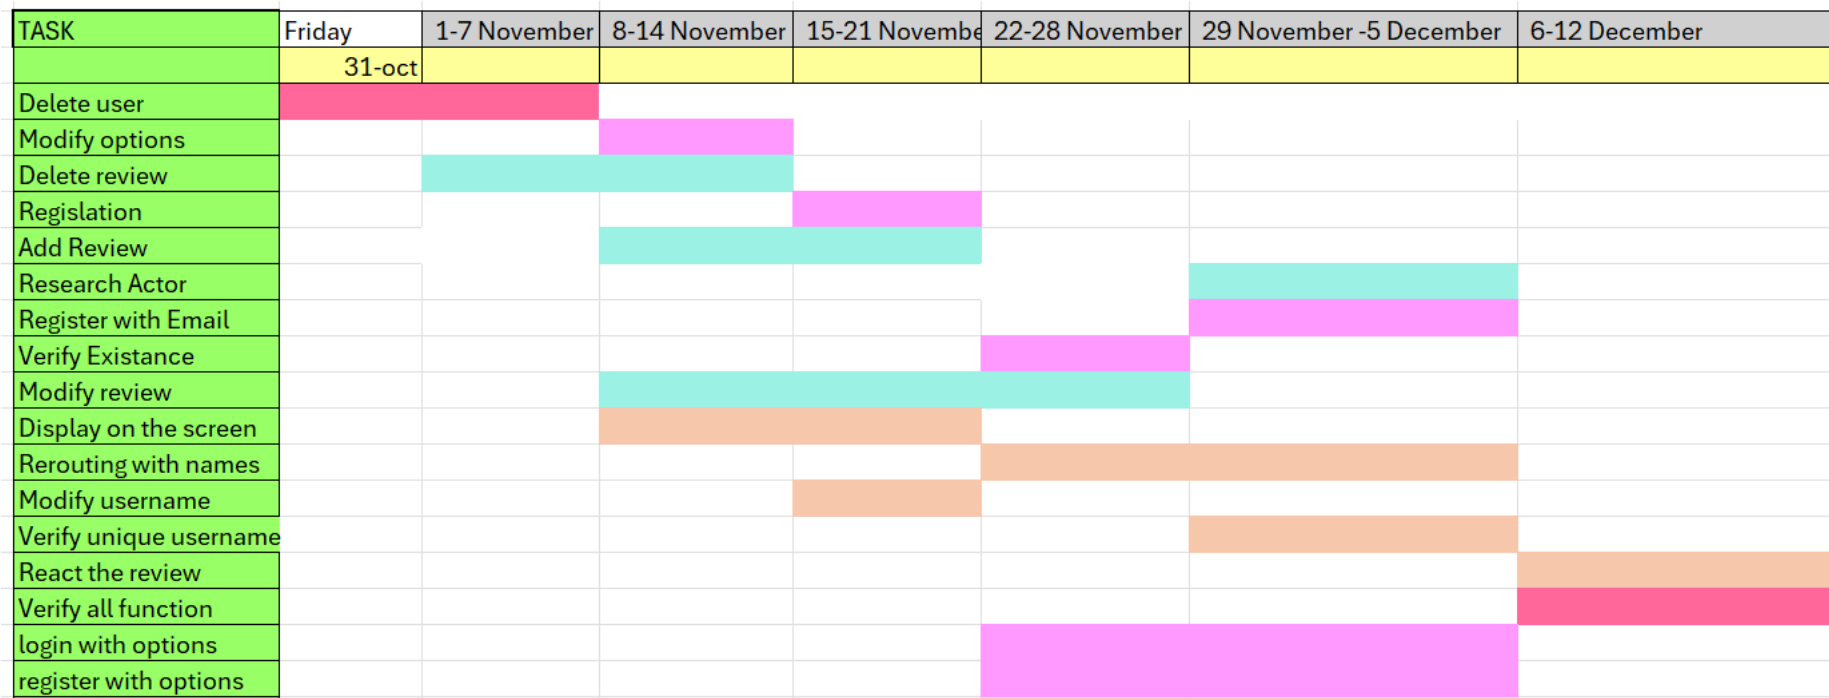 TASK Friday 1-7 November 8-14 November 15-21 Novembe 22-28 November 29 November -5 December 6-12 December
31-oct
Delete user
Modify options
Delete review
Regislation
Add Review
Research Actor
Register with Email
Verify Existance
Modify review
Display on the screen
Rerouting with names
Modify username
Verify unique username
React the review
Verify all function
login with options
register with options